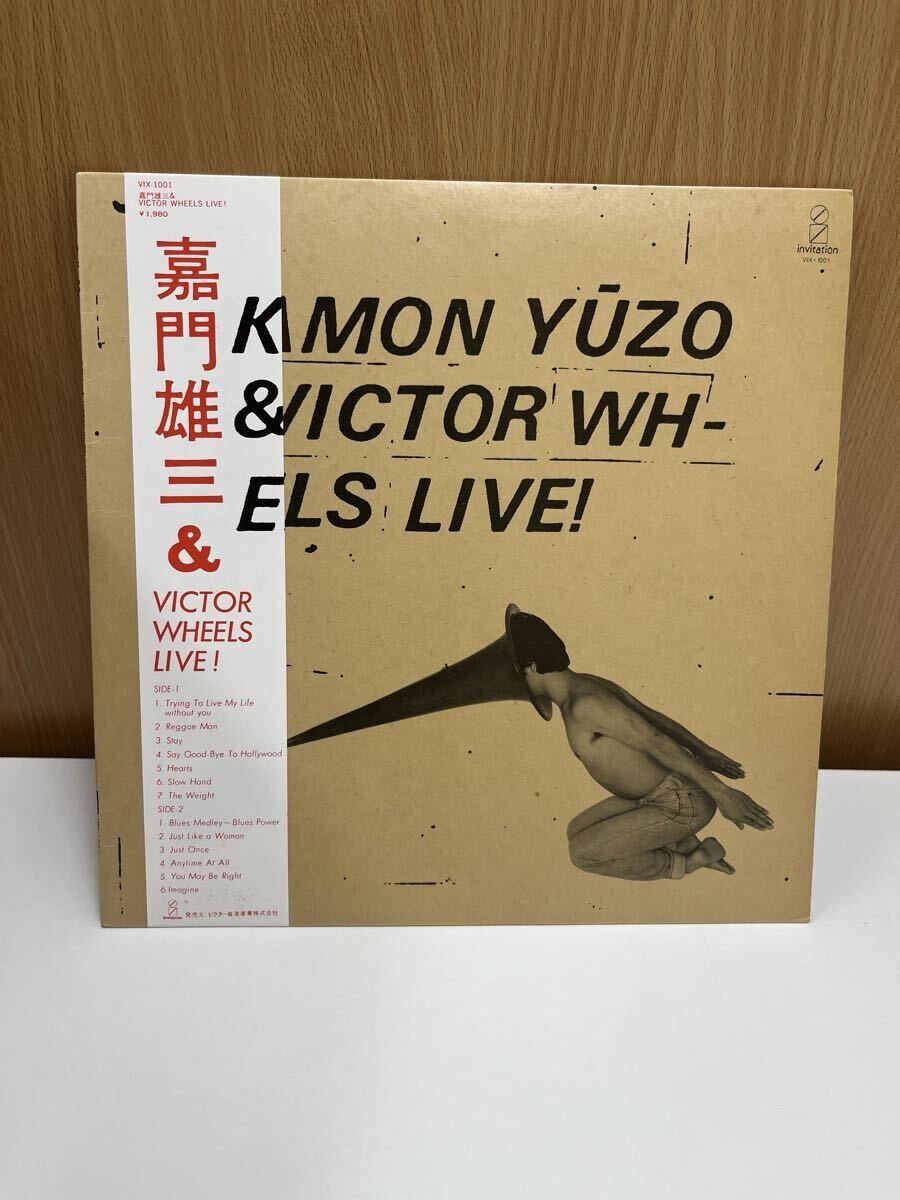 VIX-1001
嘉門雄三&
VICTOR WHEELS LIVE!
¥1,980
嘉門雄三&
VICTOR
WHEELS
LIVE!
SIDE-1
1. Trying To Live My Life
without you
2. Reggae Man
3. Stay
4. Say Good-Bye To Hollywood
5. Hearts
6. Slow Hand
7. The Weight
SIDE-2
1. Blues Medley~Blues Power
2. Just Like a Woman
3. Just Once
4. Anytime At All
5. You May Be Right
6. Imagine
invitation
発売元:ビクター音楽産業株式会社
invitation
VIX-1001
KAMON YŪZO
&VICTOR WHE-
ELS LIVE!